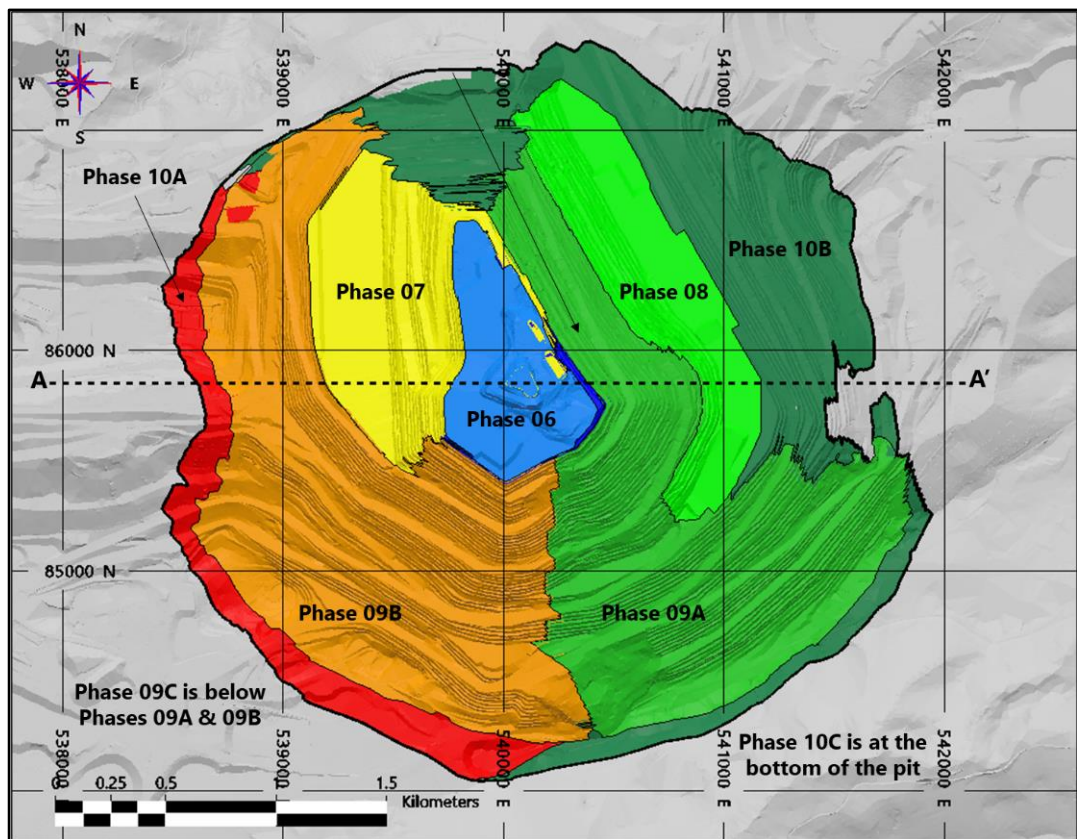 N
W
E
S
538000 E
539000 E
540000 E
541000 E
542000 E
Phase 10A
Phase 10B
Phase 07
Phase 08
86000 N
A
A'
Phase 06
85000 N
Phase 09B
Phase 09A
Phase 09C is below
Phases 09A & 09B
Phase 10C is at the
bottom of the pit
538000 E
539000 E
540000 E
541000 E
542000 E
0
0.25
0.5
1
1.5
Kilometers